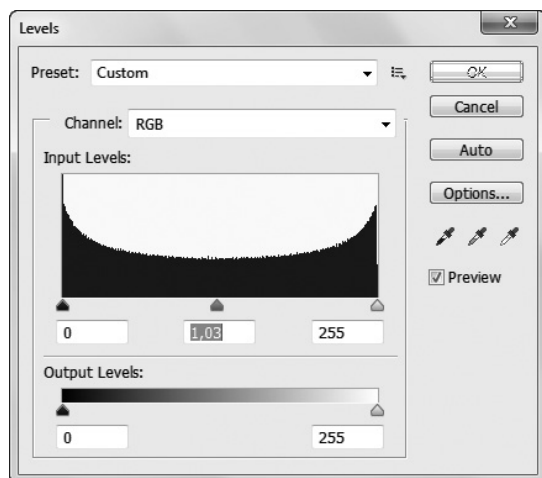 Levels
x
Preset: Custom
OK
Channel: RGB
Cancel
Input Levels:
Auto
Options...
Preview
0 1,03 255
Output Levels:
0 255